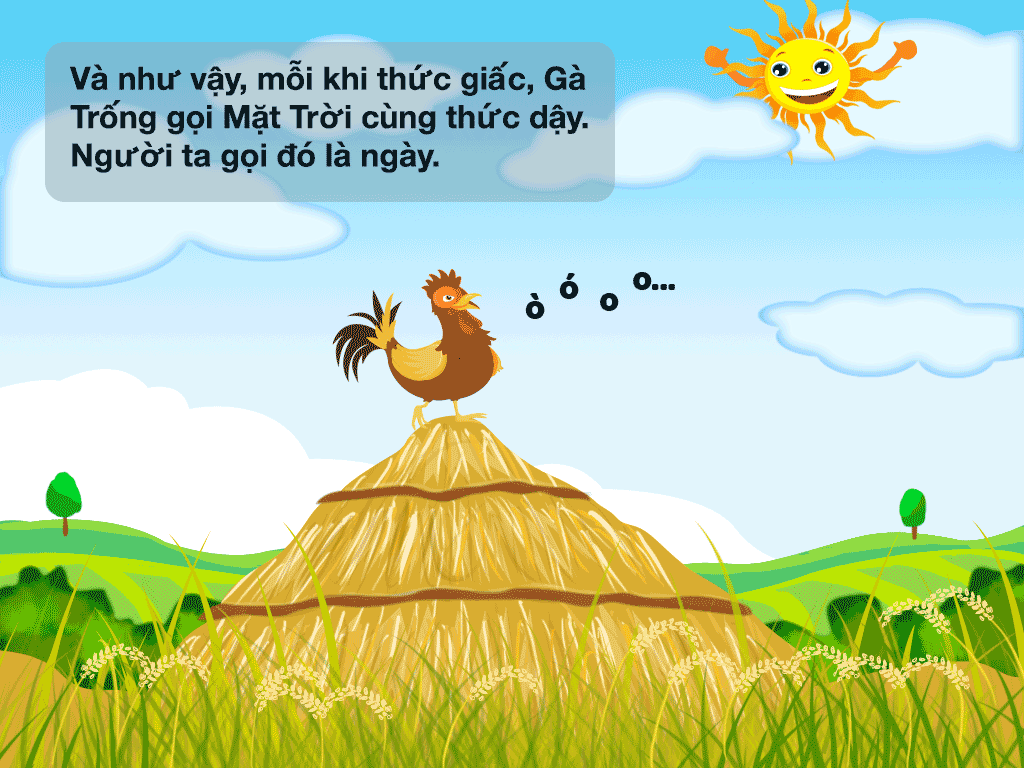 Và như vậy, mỗi khi thức giấc, Gà
Trống gọi Mặt Trời cùng thức dậy.
Người ta gọi đó là ngày.
ò ó o o...